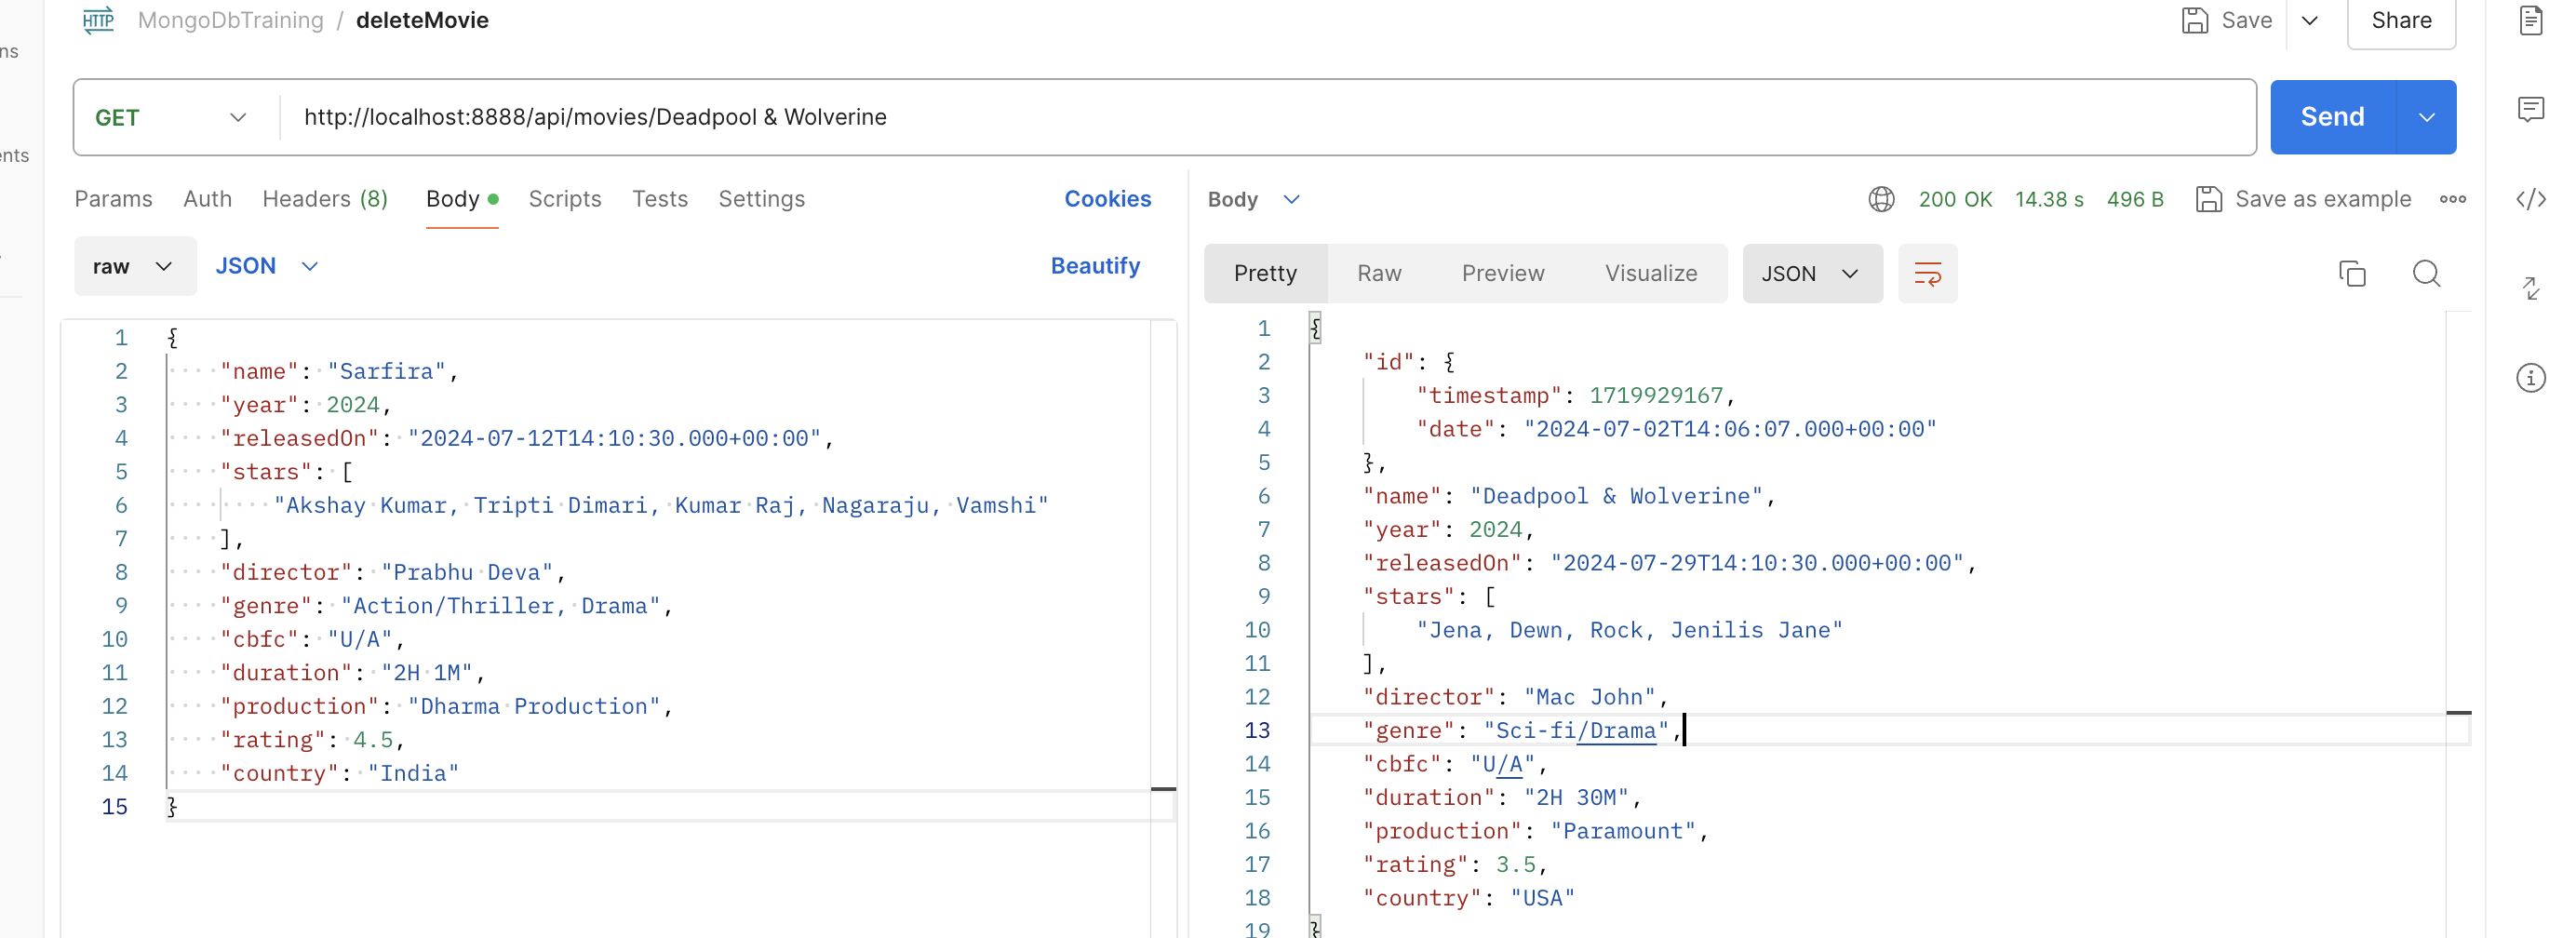 HTTP MongoDbTraining / deleteMovie Save Share
ns
GET http://localhost:8888/api/movies/Deadpool & Wolverine Send
ents
Params Auth Headers (8) Body Scripts Tests Settings Cookies
raw JSON Beautify
1 {
2 "name": "Sarfira",
3 "year": 2024,
4 "releasedOn": "2024-07-12T14:10:30.000+00:00",
5 "stars": [
6 "Akshay Kumar, Tripti Dimari, Kumar Raj, Nagaraju, Vamshi"
7 ],
8 "director": "Prabhu Deva",
9 "genre": "Action/Thriller, Drama",
10 "cbfc": "U/A",
11 "duration": "2H 1M",
12 "production": "Dharma Production",
13 "rating": 4.5,
14 "country": "India"
15 }
Body 200 OK 14.38 s 496 B Save as example
Pretty Raw Preview Visualize JSON
1 {
2 "id": {
3 "timestamp": 1719929167,
4 "date": "2024-07-02T14:06:07.000+00:00"
5 },
6 "name": "Deadpool & Wolverine",
7 "year": 2024,
8 "releasedOn": "2024-07-29T14:10:30.000+00:00",
9 "stars": [
10 "Jena, Dewn, Rock, Jenilis Jane"
11 ],
12 "director": "Mac John",
13 "genre": "Sci-fi/Drama",
14 "cbfc": "U/A",
15 "duration": "2H 30M",
16 "production": "Paramount",
17 "rating": 3.5,
18 "country": "USA"
19 }